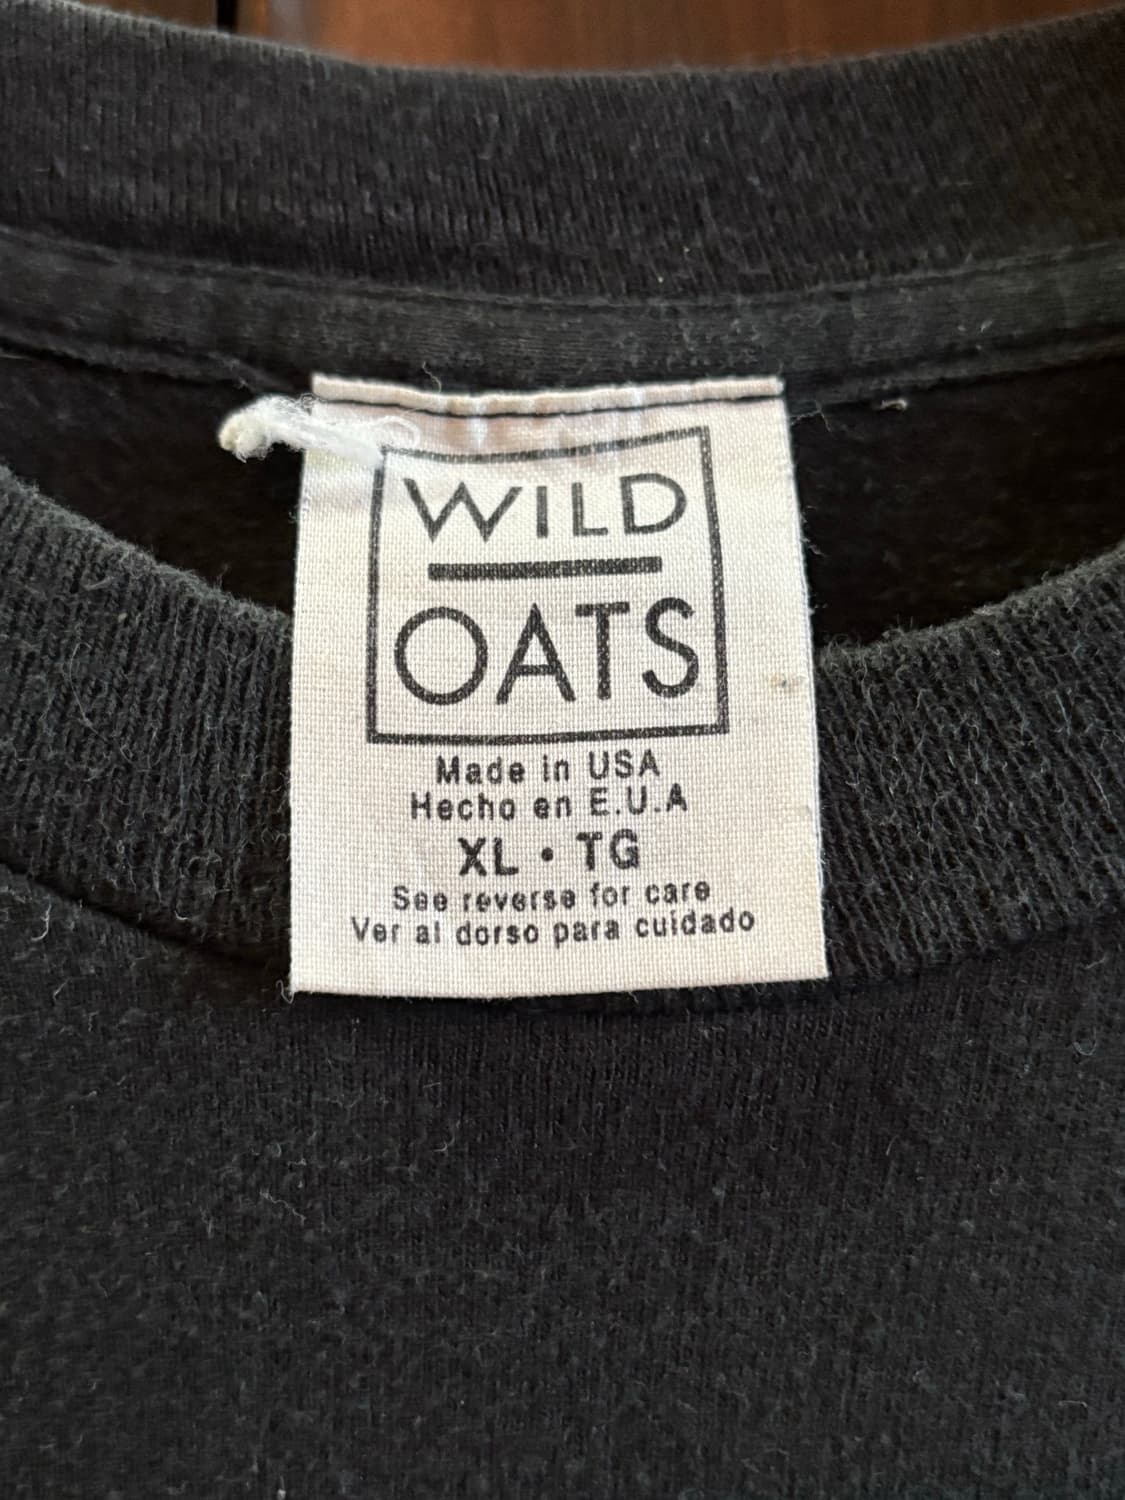 WILD
OATS
Made in USA
Hecho en E.U.A
XL • TG
See reverse for care
Ver al dorso para cuidado